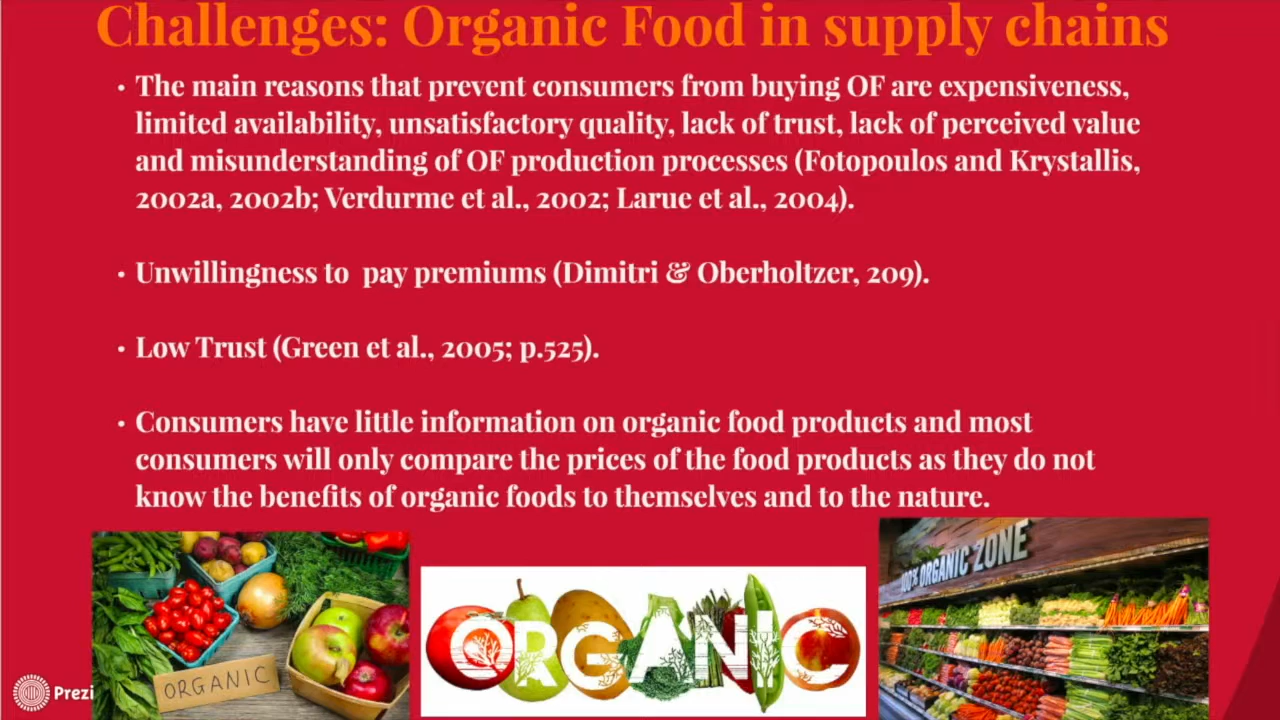 Challenges: Organic Food in supply chains
• The main reasons that prevent consumers from buying OF are expensiveness,
limited availability, unsatisfactory quality, lack of trust, lack of perceived value
and misunderstanding of OF production processes (Fotopoulos and Krystallis,
2002a, 2002b; Verdurme et al., 2002; Larue et al., 2004).
• Unwillingness to  pay premiums (Dimitri & Oberholtzer, 209).
• Low Trust (Green et al., 2005; p.525).
• Consumers have little information on organic food products and most
consumers will only compare the prices of the food products as they do not
know the benefits of organic foods to themselves and to the nature.
ORGANIC
ORGANIC
100% ORGANIC ZONE
Prezi